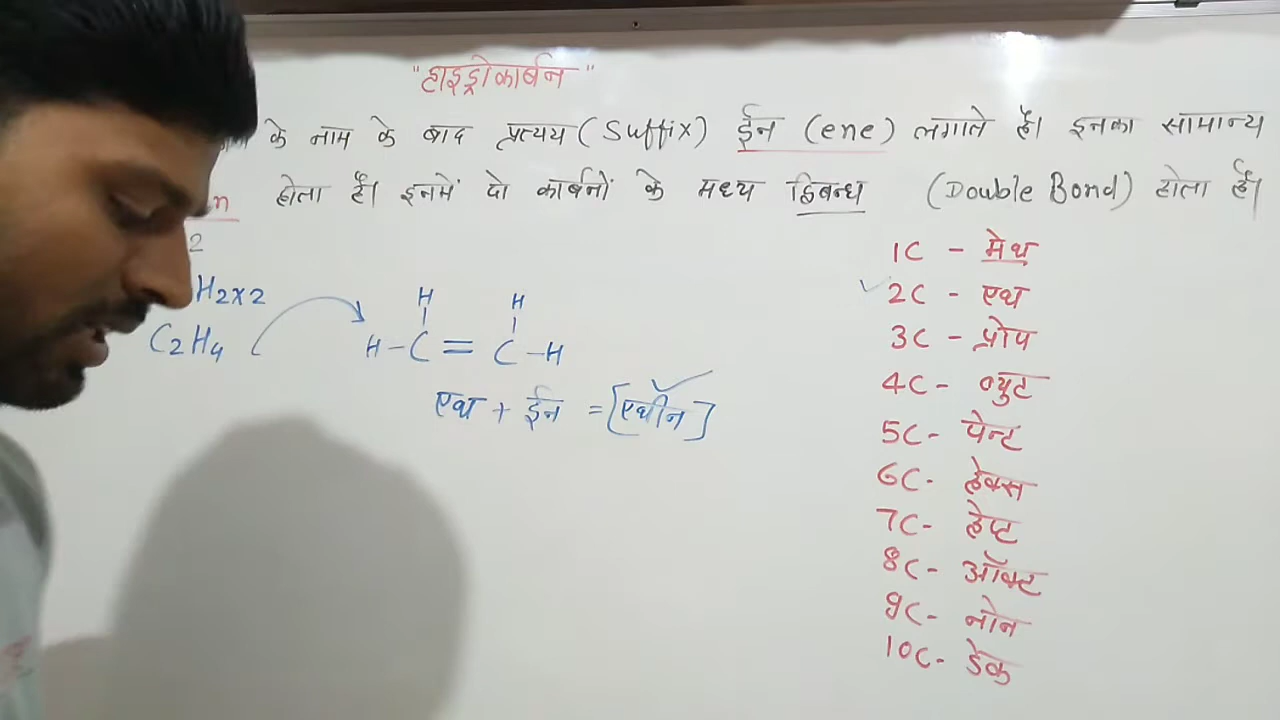 "हाइड्रोकार्बन"
के नाम के बाद प्रत्यय (Suffix) ईन (ene) लगाते हैं। इनका सामान्य
n होता है। इनमें दो कार्बनों के मध्य द्विबन्ध (Double Bond) होता है।
2
H2x2
C2H4
H H
H-C=C-H
एथ + ईन = [एथीन]
1C - मेथ
2C - एथ
3C - प्रोप
4C- ब्युट
5C- पेन्ट
6C- हेक्स
7C- हेप्ट
8C- ऑक्ट
9C- नोन
10C- डेक